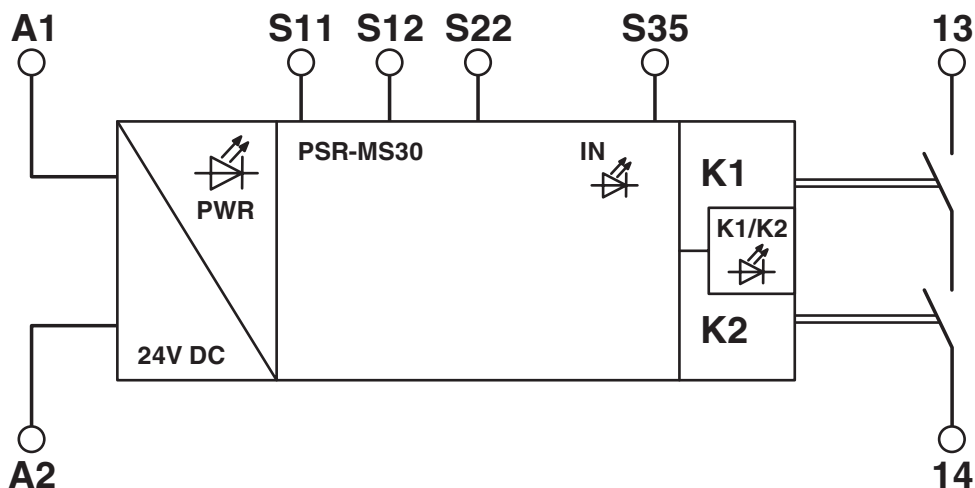 A1
S11
S12
S22
S35
13
PSR-MS30
IN
PWR
K1
K1/K2
K2
24V DC
A2
14